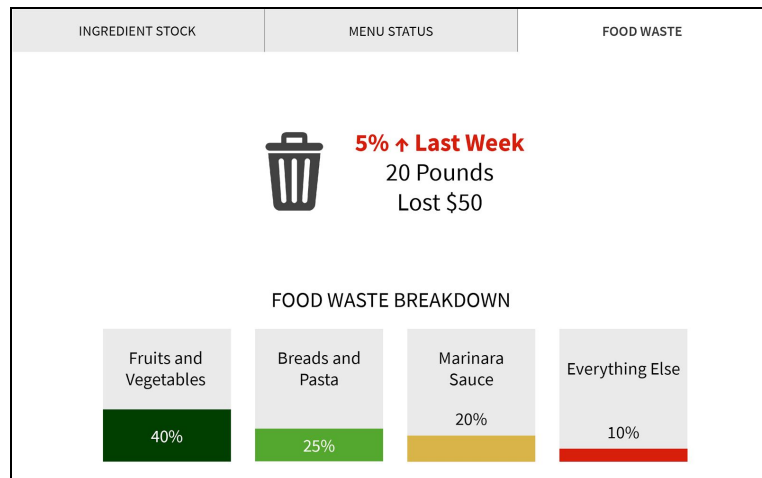 INGREDIENT STOCK
MENU STATUS
FOOD WASTE
5% ↑ Last Week
20 Pounds
Lost $50
FOOD WASTE BREAKDOWN
Fruits and
Vegetables
40%
Breads and
Pasta
25%
Marinara
Sauce
20%
Everything Else
10%